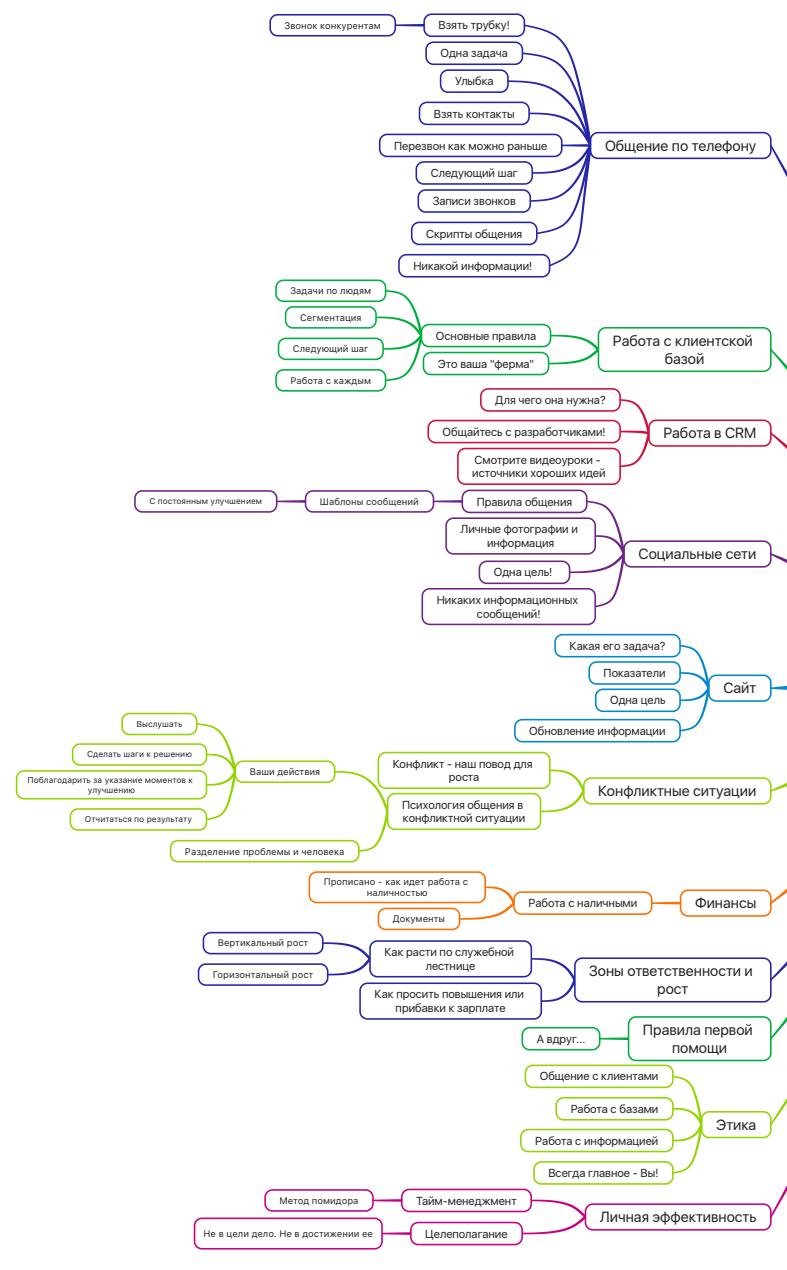 Общение по телефону
Взять трубку!
Звонок конкурентам
Одна задача
Улыбка
Взять контакты
Перезвон как можно раньше
Следующий шаг
Записи звонков
Скрипты общения
Никакой информации!
Работа с клиентской
базой
Основные правила
Задачи по людям
Сегментация
Следующий шаг
Работа с каждым
Это ваша "ферма"
Работа в CRM
Для чего она нужна?
Общайтесь с разработчиками!
Смотрите видеоуроки -
источники хороших идей
Социальные сети
Правила общения
Шаблоны сообщений
С постоянным улучшением
Личные фотографии и
информация
Одна цель!
Никаких информационных
сообщений!
Сайт
Какая его задача?
Показатели
Одна цель
Обновление информации
Конфликтные ситуации
Конфликт - наш повод для
роста
Психология общения в
конфликтной ситуации
Ваши действия
Выслушать
Сделать шаги к решению
Поблагодарить за указание моментов к
улучшению
Отчитаться по результату
Разделение проблемы и человека
Финансы
Работа с наличными
Прописано - как идет работа с
наличностью
Документы
Зоны ответственности и
рост
Как расти по служебной
лестнице
Вертикальный рост
Горизонтальный рост
Как просить повышения или
прибавки к зарплате
Правила первой
помощи
А вдруг...
Этика
Общение с клиентами
Работа с базами
Работа с информацией
Всегда главное - Вы!
Личная эффективность
Тайм-менеджмент
Метод помидора
Целеполагание
Не в цели дело. Не в достижении ее